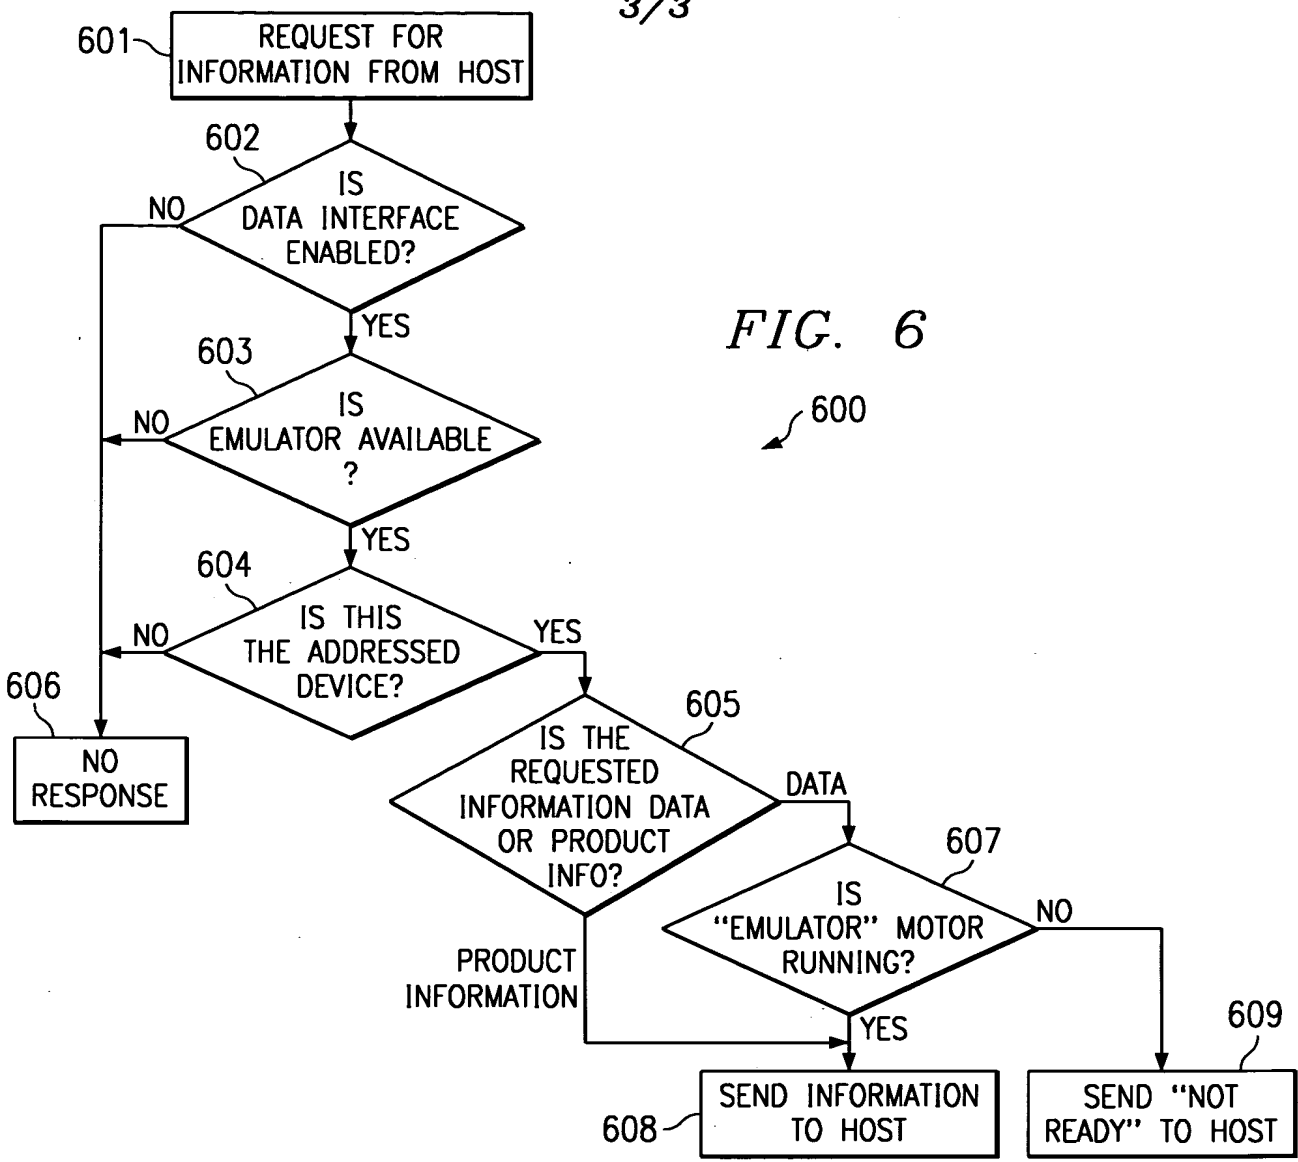 3/3
601
REQUEST FOR
INFORMATION FROM HOST
602
IS
DATA INTERFACE
ENABLED?
NO
YES
FIG. 6
600
603
IS
EMULATOR AVAILABLE
?
NO
YES
604
IS THIS
THE ADDRESSED
DEVICE?
NO
YES
606
NO
RESPONSE
605
IS THE
REQUESTED
INFORMATION DATA
OR PRODUCT
INFO?
DATA
PRODUCT
INFORMATION
607
IS
“EMULATOR” MOTOR
RUNNING?
NO
YES
608
SEND INFORMATION
TO HOST
609
SEND “NOT
READY” TO HOST